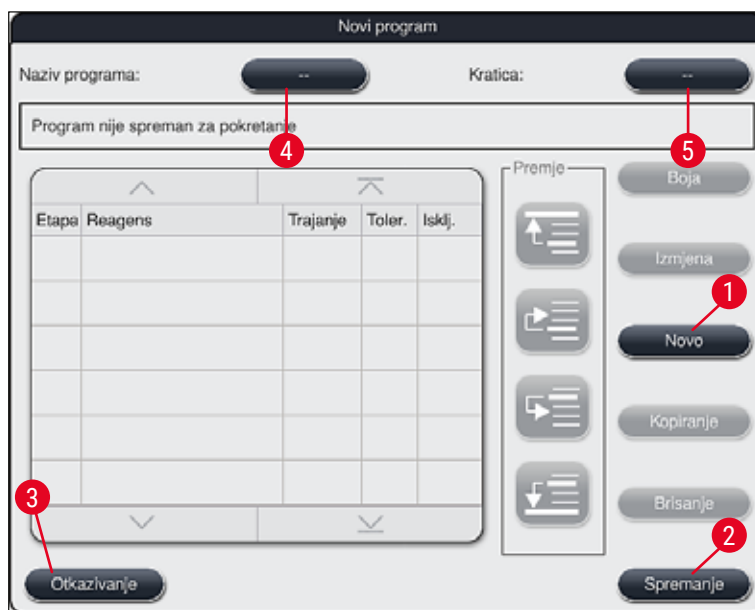 Novi program
Naziv programa: -- Kratica: --
4 5
Program nije spreman za pokretanje
Etapa Reagens Trajanje Toler. Isklj.
Premje
Boja
Izmjena
1
Novo
Kopiranje
Brisanje
3
2
Otkazivanje
Spremanje